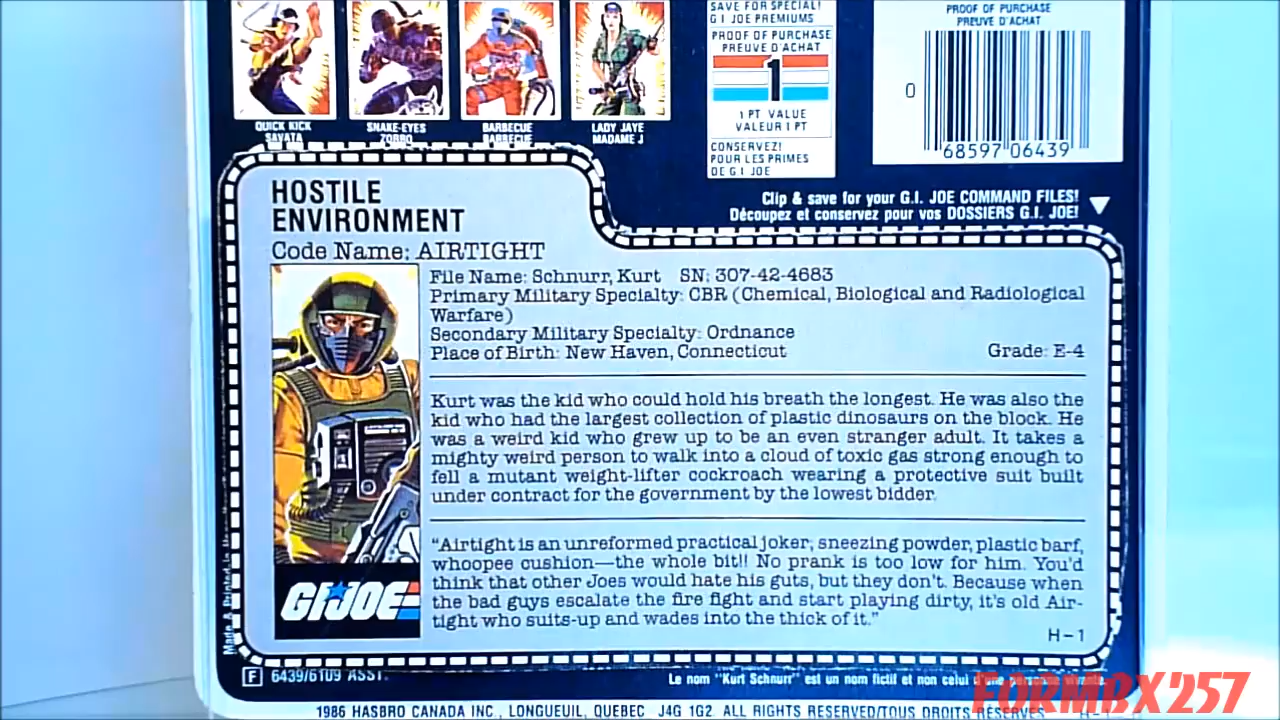 QUICK KICK
SAVATA
SNAKE-EYES
ZORRO
BARBECUE
BARBECUE
LADY JAYE
MADAME J
SAVE FOR SPECIAL!
G.I. JOE PREMIUMS
PROOF OF PURCHASE
PREUVE D'ACHAT
1
1 PT VALUE
VALEUR 1 PT
CONSERVEZ!
POUR LES PRIMES
DE G.I. JOE
PROOF OF PURCHASE
PREUVE D'ACHAT
0
68597 06439
Clip & save for your G.I. JOE COMMAND FILES!
Découpez et conservez pour vos DOSSIERS G.I. JOE!
HOSTILE
ENVIRONMENT
Code Name: AIRTIGHT
File Name: Schnurr, Kurt SN: 307-42-4683
Primary Military Specialty: CBR (Chemical, Biological and Radiological
Warfare)
Secondary Military Specialty: Ordnance
Place of Birth: New Haven, Connecticut Grade: E-4
Kurt was the kid who could hold his breath the longest. He was also the
kid who had the largest collection of plastic dinosaurs on the block. He
was a weird kid who grew up to be an even stranger adult. It takes a
mighty weird person to walk into a cloud of toxic gas strong enough to
fell a mutant weight-lifter cockroach wearing a protective suit built
under contract for the government by the lowest bidder.
"Airtight is an unreformed practical joker; sneezing powder, plastic barf,
whoopee cushion—the whole bit!! No prank is too low for him. You'd
think that other Joes would hate his guts, but they don't. Because when
the bad guys escalate the fire fight and start playing dirty, it's old Air-
tight who suits-up and wades into the thick of it."
H-1
GI JOE
Made & Printed in
F 6439/6109 ASST.
Le nom "Kurt Schnurr" est un nom fictif et non celui d'une personne vivante.
1986 HASBRO CANADA INC., LONGUEUIL, QUEBEC J4G 1G2. ALL RIGHTS RESERVED/TOUS DROITS RÉSERVÉS
FORMBX'257